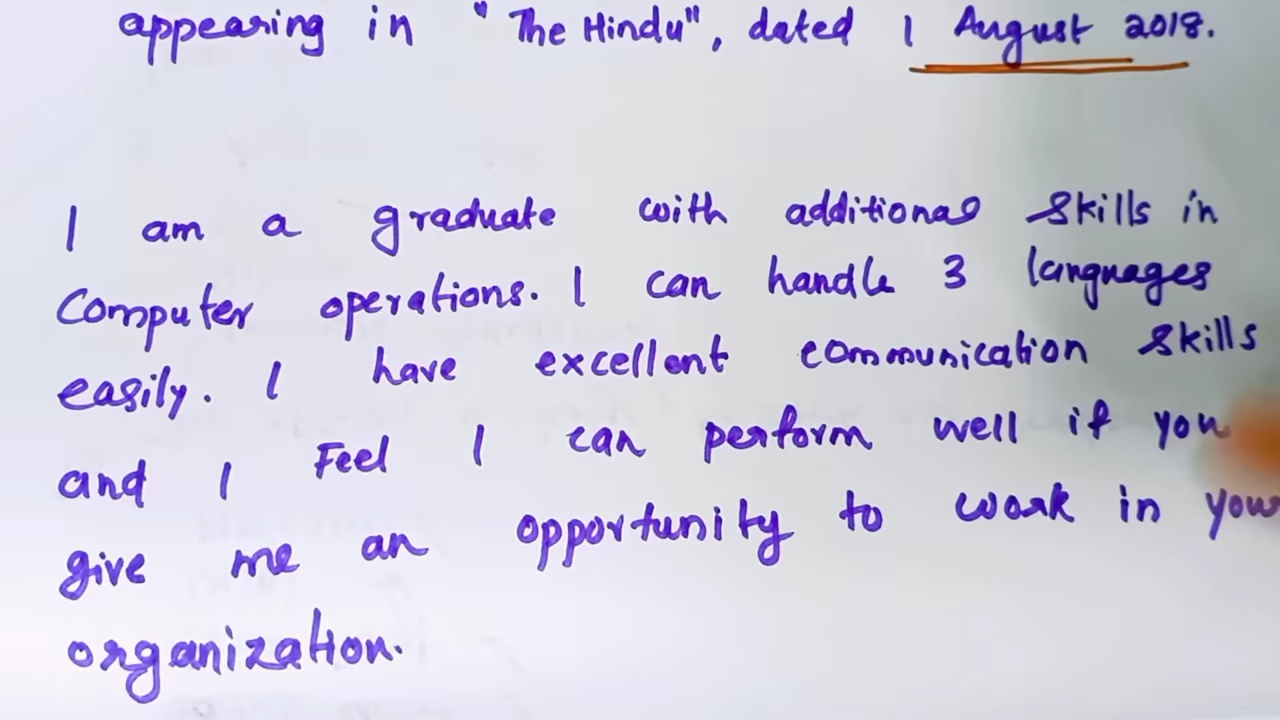 appearing in "The Hindu", dated 1 August 2018.
I am a graduate with additional skills in
Computer operations. I can handle 3 languages
easily. I have excellent communication skills
and I Feel I can perform well if you
give me an opportunity to work in your
organization.